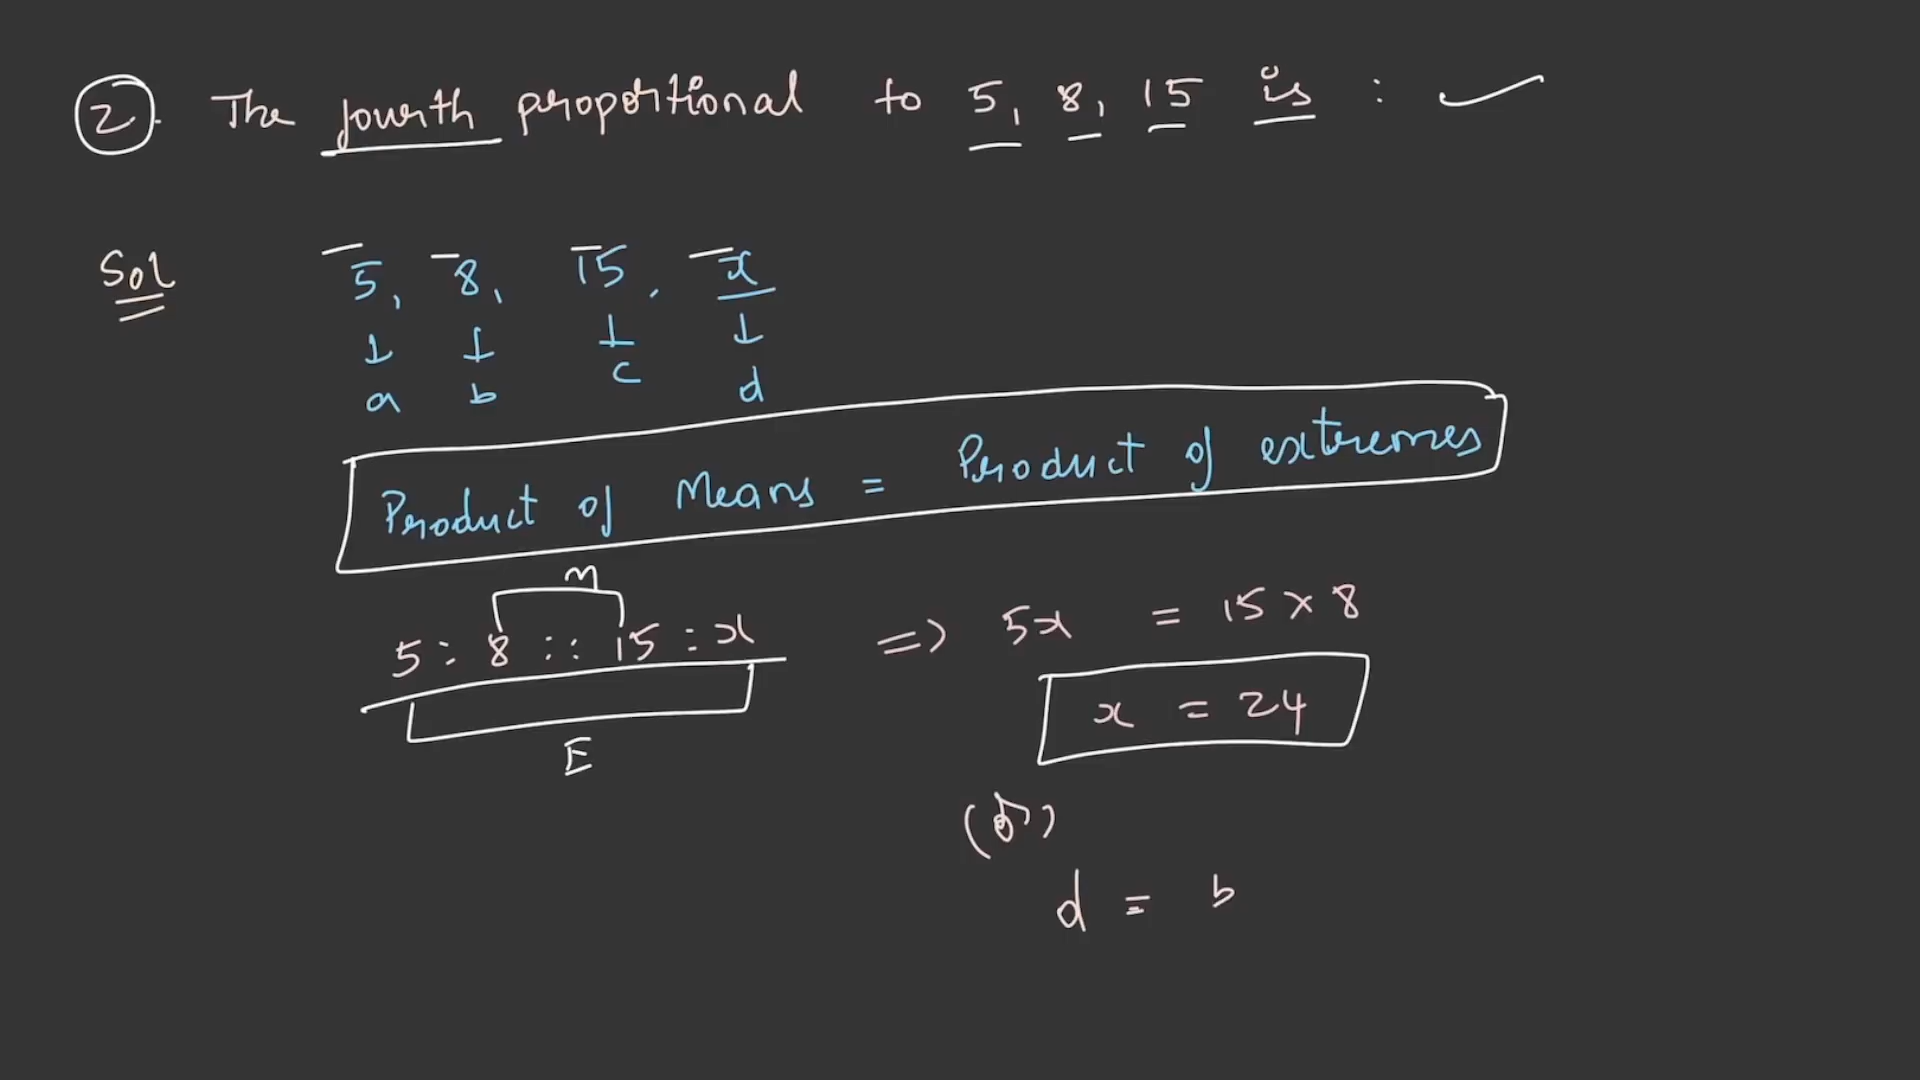 2. The fourth proportional to 5, 8, 15 is :
Sol
5, 8, 15, x
a b c d
Product of Means = Product of extremes
M
5 : 8 :: 15 : x => 5x = 15 × 8
E
x = 24
(or)
d = b